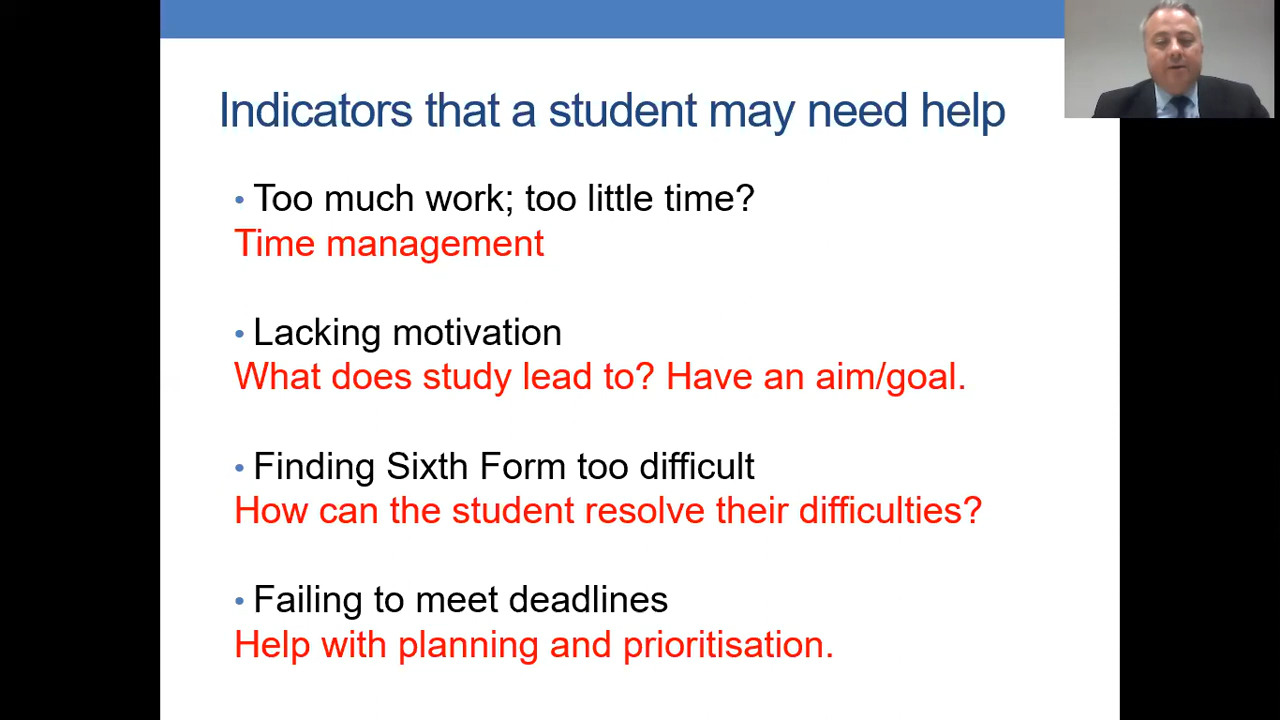 Indicators that a student may need help
• Too much work; too little time?
Time management
• Lacking motivation
What does study lead to? Have an aim/goal.
• Finding Sixth Form too difficult
How can the student resolve their difficulties?
• Failing to meet deadlines
Help with planning and prioritisation.